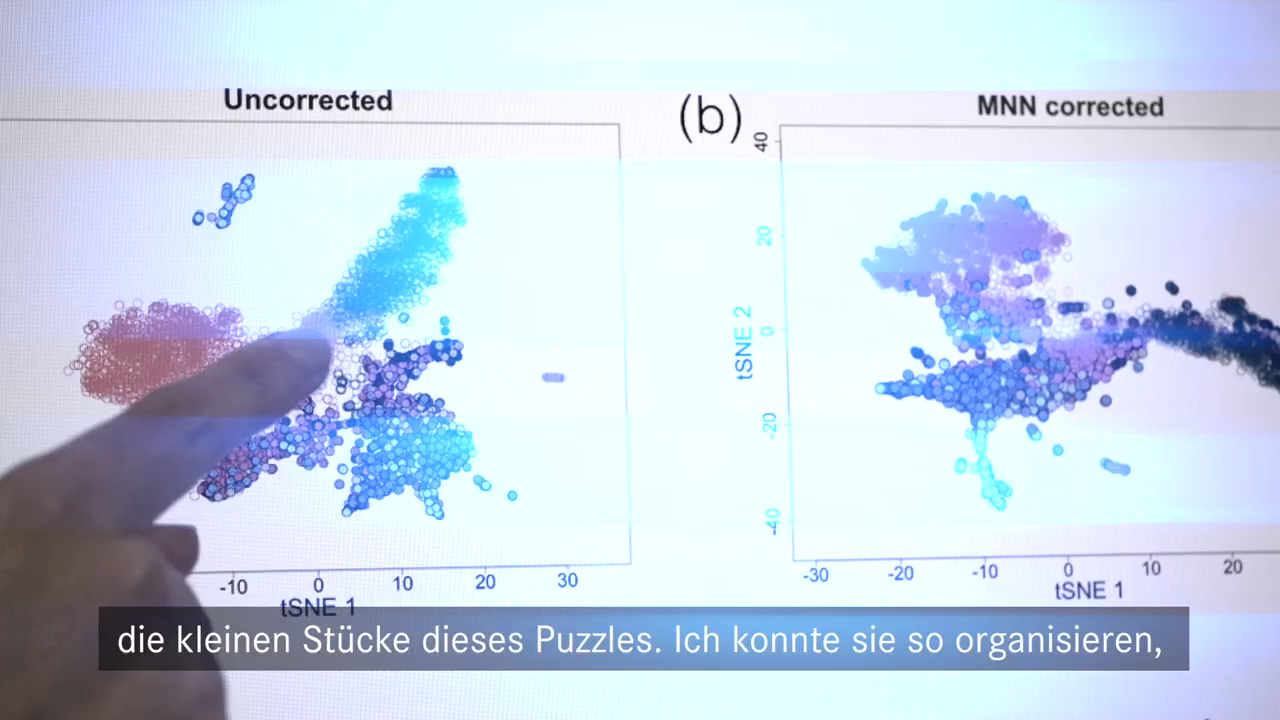 Uncorrected
(b)
MNN corrected
40
20
0
-20
-40
tSNE 2
-10
0
10
20
30
tSNE 1
-30
-20
-10
0
10
20
tSNE 1
die kleinen Stücke dieses Puzzles. Ich konnte sie so organisieren,